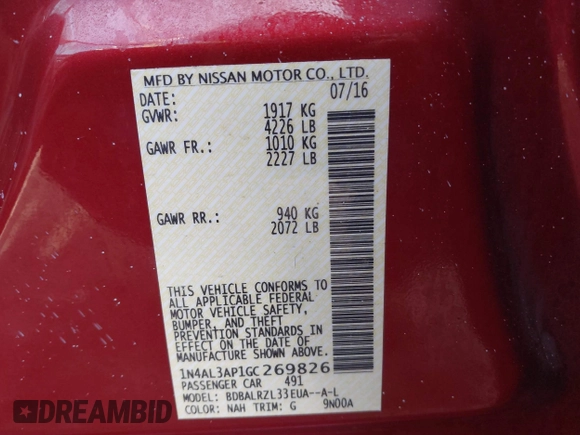 MFD BY NISSAN MOTOR CO., LTD.
DATE: 07/16
GVWR: 1917 KG
4226 LB
GAWR FR.: 1010 KG
2227 LB
GAWR RR.: 940 KG
2072 LB
THIS VEHICLE CONFORMS TO
ALL APPLICABLE FEDERAL
MOTOR VEHICLE SAFETY,
BUMPER, AND THEFT
PREVENTION STANDARDS IN
EFFECT ON THE DATE OF
MANUFACTURE SHOWN ABOVE.
1N4AL3AP1GC269826
PASSENGER CAR 491
MODEL: BDBALRZL33EUA--A-L
COLOR: NAH TRIM: G 9N00A
DREAMBID